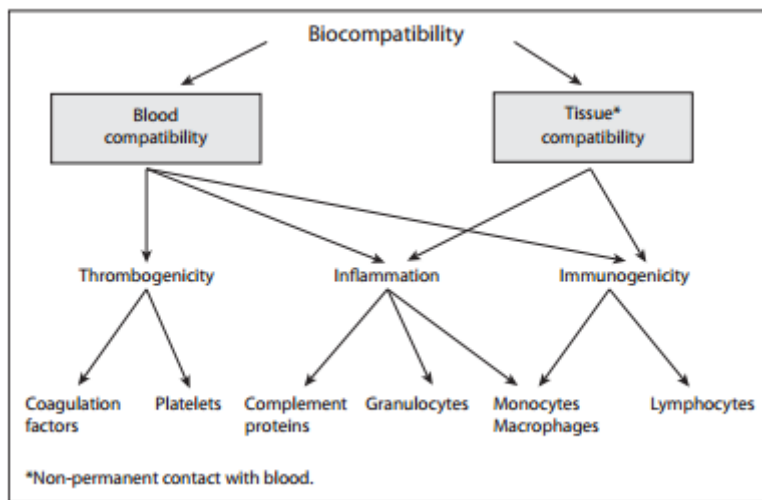 Biocompatibility
Blood
compatibility
Tissue*
compatibility
Thrombogenicity
Inflammation
Immunogenicity
Coagulation
factors
Platelets
Complement
proteins
Granulocytes
Monocytes
Macrophages
Lymphocytes
*Non-permanent contact with blood.